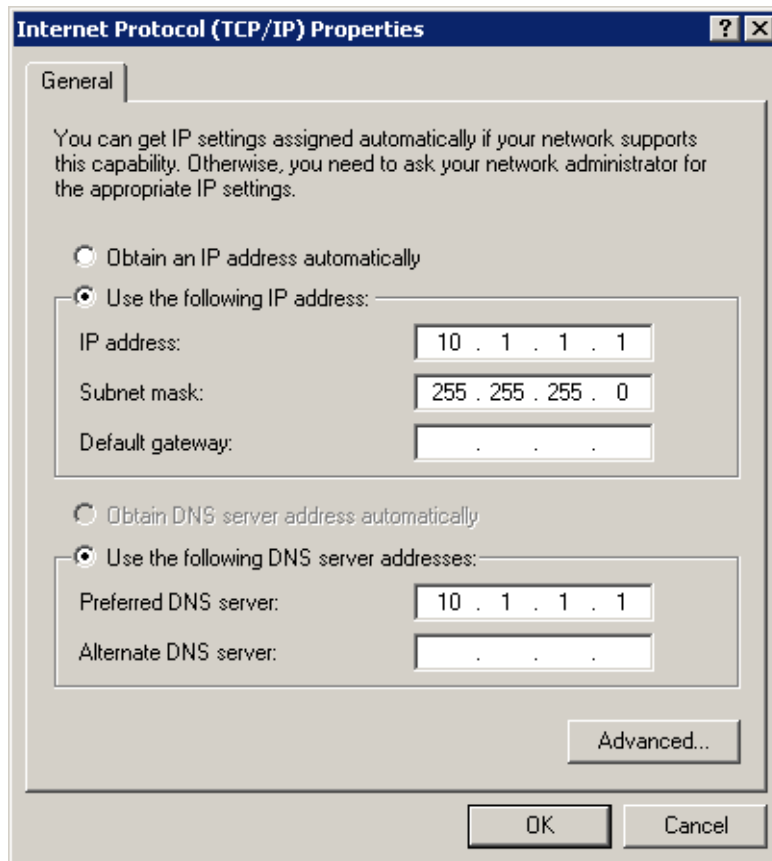 Internet Protocol (TCP/IP) Properties
General
You can get IP settings assigned automatically if your network supports
this capability. Otherwise, you need to ask your network administrator for
the appropriate IP settings.
Obtain an IP address automatically
Use the following IP address:
IP address: 10 . 1 . 1 . 1
Subnet mask: 255 . 255 . 255 . 0
Default gateway: . . .
Obtain DNS server address automatically
Use the following DNS server addresses:
Preferred DNS server: 10 . 1 . 1 . 1
Alternate DNS server: . . .
Advanced...
OK Cancel